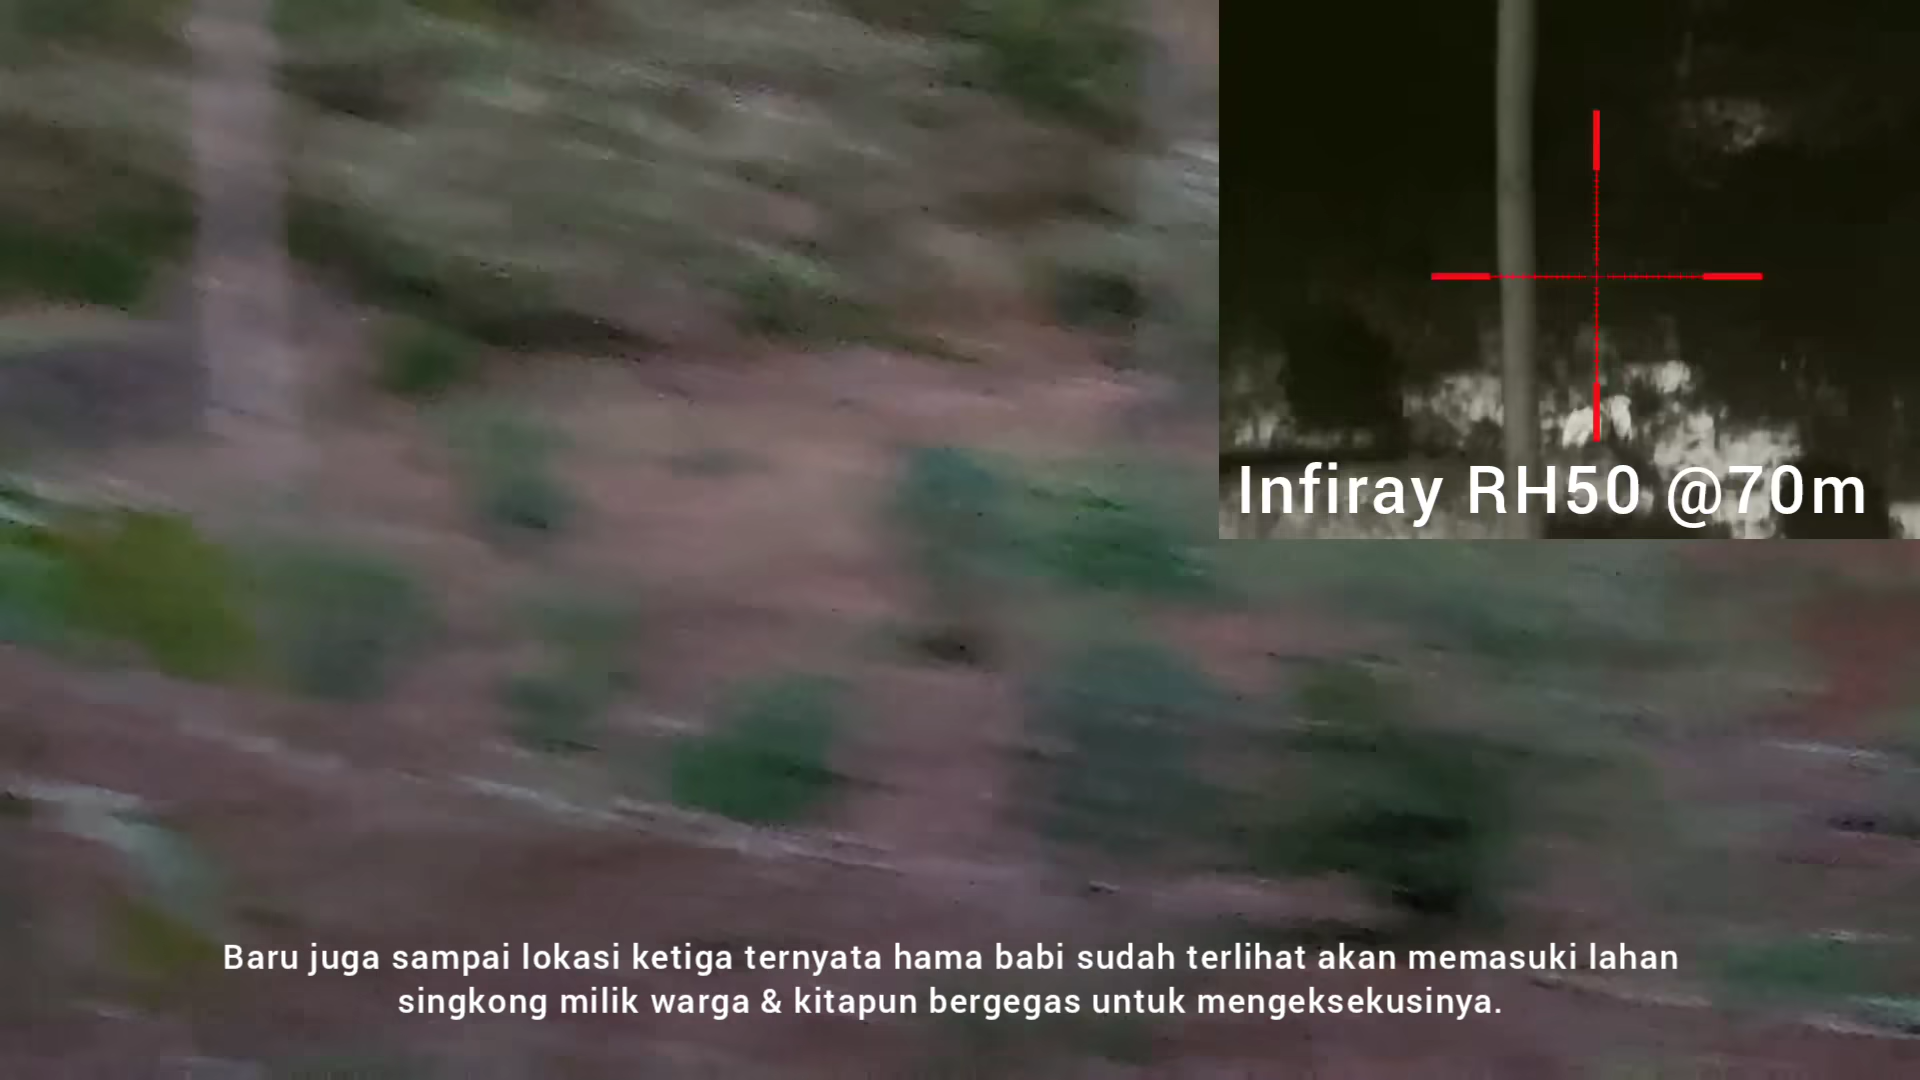 Infiray RH50 @70m
Baru juga sampai lokasi ketiga ternyata hama babi sudah terlihat akan memasuki lahan
singkong milik warga & kitapun bergegas untuk mengeksekusinya.